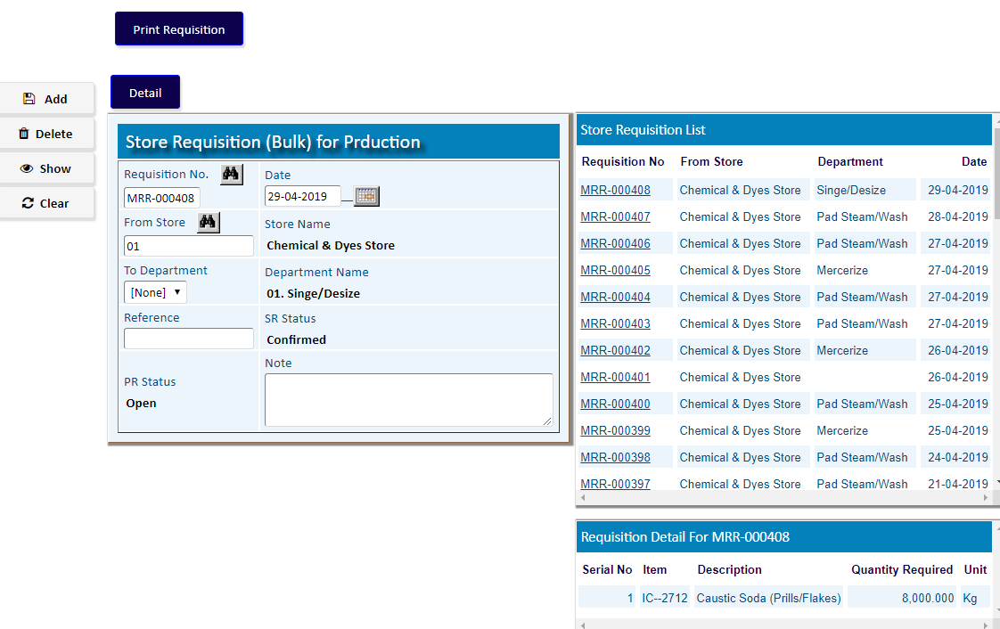 Print Requisition
Detail
Add
Delete
Show
Clear
Store Requisition (Bulk) for Prduction
Requisition No. Date
MRR-000408 29-04-2019
From Store Store Name
01 Chemical & Dyes Store
To Department Department Name
[None] 01. Singe/Desize
Reference SR Status
Confirmed
Note
PR Status
Open
Store Requisition List
Requisition No From Store Department Date
MRR-000408 Chemical & Dyes Store Singe/Desize 29-04-2019
MRR-000407 Chemical & Dyes Store Pad Steam/Wash 28-04-2019
MRR-000406 Chemical & Dyes Store Pad Steam/Wash 27-04-2019
MRR-000405 Chemical & Dyes Store Mercerize 27-04-2019
MRR-000404 Chemical & Dyes Store Pad Steam/Wash 27-04-2019
MRR-000403 Chemical & Dyes Store Pad Steam/Wash 27-04-2019
MRR-000402 Chemical & Dyes Store Mercerize 26-04-2019
MRR-000401 Chemical & Dyes Store 26-04-2019
MRR-000400 Chemical & Dyes Store Pad Steam/Wash 25-04-2019
MRR-000399 Chemical & Dyes Store Mercerize 25-04-2019
MRR-000398 Chemical & Dyes Store Pad Steam/Wash 24-04-2019
MRR-000397 Chemical & Dyes Store Pad Steam/Wash 21-04-2019
Requisition Detail For MRR-000408
Serial No Item Description Quantity Required Unit
1 IC--2712 Caustic Soda (Prills/Flakes) 8,000.000 Kg